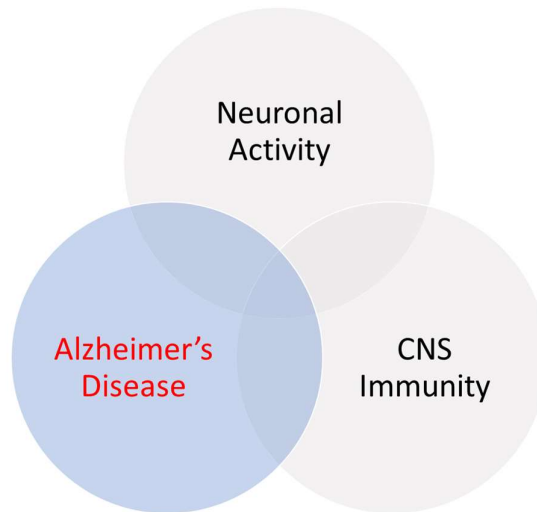 Neuronal
Activity
Alzheimer’s
Disease
CNS
Immunity